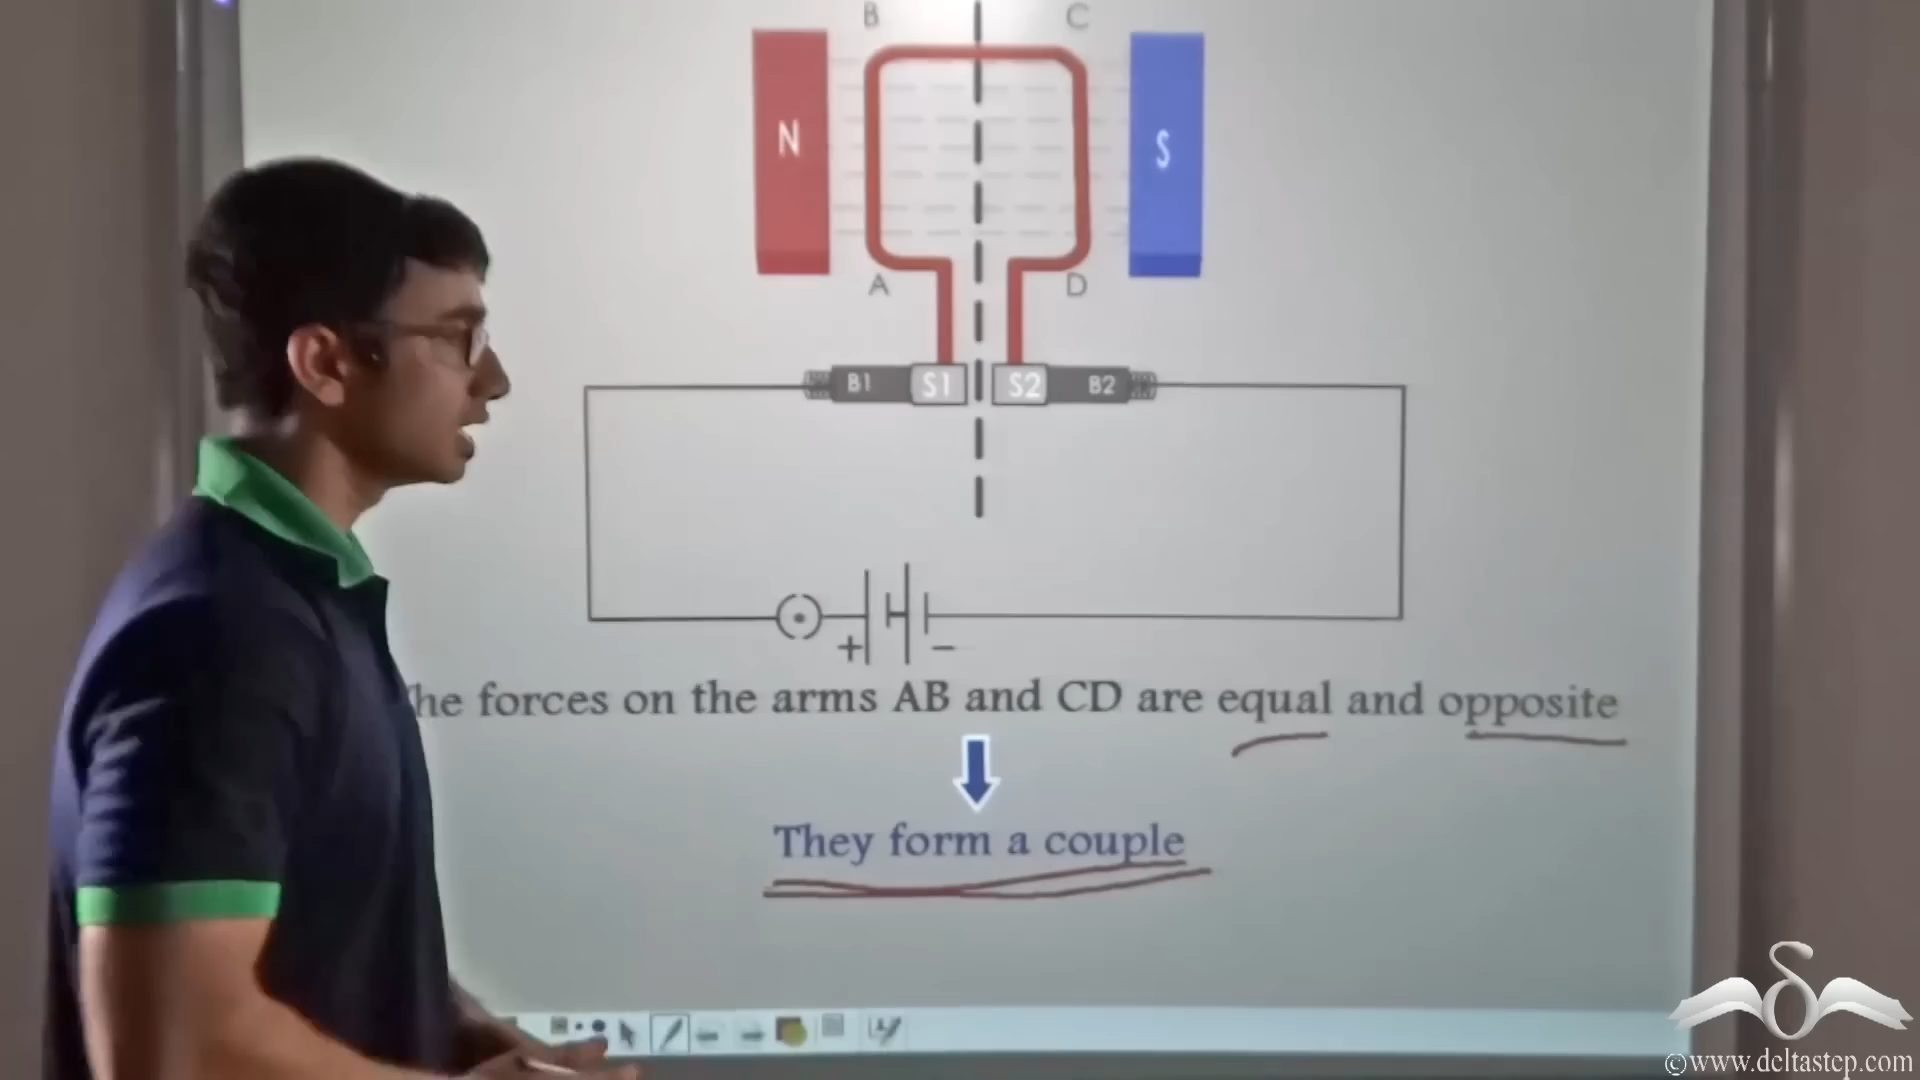 B C
N S
A D
B1 S1 S2 B2
+ −
he forces on the arms AB and CD are equal and opposite
They form a couple
©www.deltastep.com